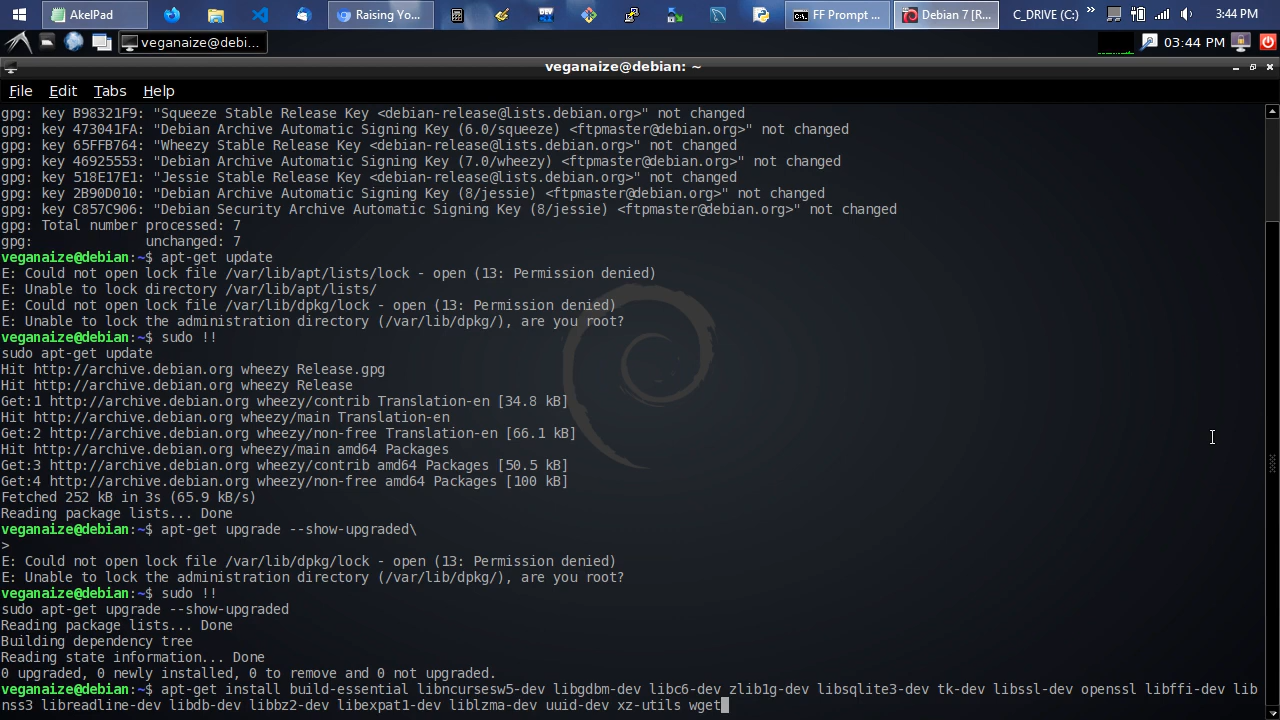 AkelPad
Raising Yo...
FF Prompt ...
Debian 7 [R...
C_DRIVE (C:)
3:44 PM
veganaize@debi...
03:44 PM
veganaize@debian: ~
File Edit Tabs Help
gpg: key B98321F9: "Squeeze Stable Release Key <debian-release@lists.debian.org>" not changed
gpg: key 473041FA: "Debian Archive Automatic Signing Key (6.0/squeeze) <ftpmaster@debian.org>" not changed
gpg: key 65FFB764: "Wheezy Stable Release Key <debian-release@lists.debian.org>" not changed
gpg: key 46925553: "Debian Archive Automatic Signing Key (7.0/wheezy) <ftpmaster@debian.org>" not changed
gpg: key 518E17E1: "Jessie Stable Release Key <debian-release@lists.debian.org>" not changed
gpg: key 2B90D010: "Debian Archive Automatic Signing Key (8/jessie) <ftpmaster@debian.org>" not changed
gpg: key C857C906: "Debian Security Archive Automatic Signing Key (8/jessie) <ftpmaster@debian.org>" not changed
gpg: Total number processed: 7
gpg:              unchanged: 7
veganaize@debian:~$ apt-get update
E: Could not open lock file /var/lib/apt/lists/lock - open (13: Permission denied)
E: Unable to lock directory /var/lib/apt/lists/
E: Could not open lock file /var/lib/dpkg/lock - open (13: Permission denied)
E: Unable to lock the administration directory (/var/lib/dpkg/), are you root?
veganaize@debian:~$ sudo !!
sudo apt-get update
Hit http://archive.debian.org wheezy Release.gpg
Hit http://archive.debian.org wheezy Release
Get:1 http://archive.debian.org wheezy/contrib Translation-en [34.8 kB]
Hit http://archive.debian.org wheezy/main Translation-en
Get:2 http://archive.debian.org wheezy/non-free Translation-en [66.1 kB]
Hit http://archive.debian.org wheezy/main amd64 Packages
Get:3 http://archive.debian.org wheezy/contrib amd64 Packages [50.5 kB]
Get:4 http://archive.debian.org wheezy/non-free amd64 Packages [100 kB]
Fetched 252 kB in 3s (65.9 kB/s)
Reading package lists... Done
veganaize@debian:~$ apt-get upgrade --show-upgraded\
>
E: Could not open lock file /var/lib/dpkg/lock - open (13: Permission denied)
E: Unable to lock the administration directory (/var/lib/dpkg/), are you root?
veganaize@debian:~$ sudo !!
sudo apt-get upgrade --show-upgraded
Reading package lists... Done
Building dependency tree
Reading state information... Done
0 upgraded, 0 newly installed, 0 to remove and 0 not upgraded.
veganaize@debian:~$ apt-get install build-essential libncursesw5-dev libgdbm-dev libc6-dev zlib1g-dev libsqlite3-dev tk-dev libssl-dev openssl libffi-dev lib
nss3 libreadline-dev libdb-dev libbz2-dev libexpat1-dev liblzma-dev uuid-dev xz-utils wget